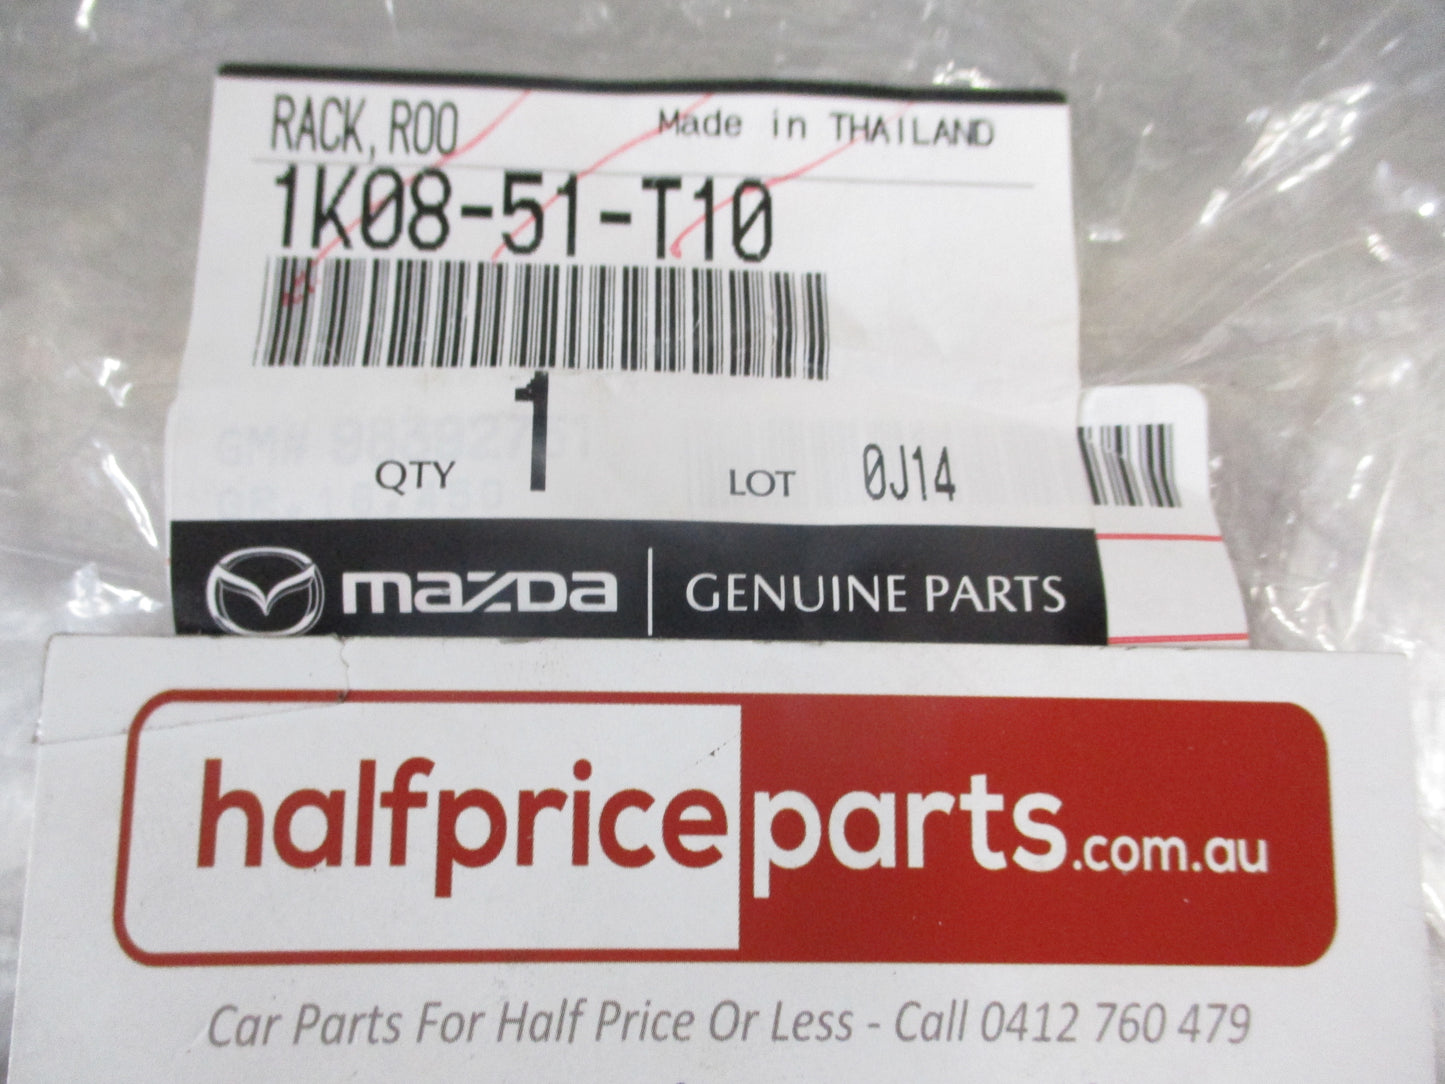 RACK, ROO
Made in THAILAND
1K08-51-T10
1
QTY
LOT 0J14
mazda | GENUINE PARTS
halfpriceparts.com.au
Car Parts For Half Price Or Less - Call 0412 760 479